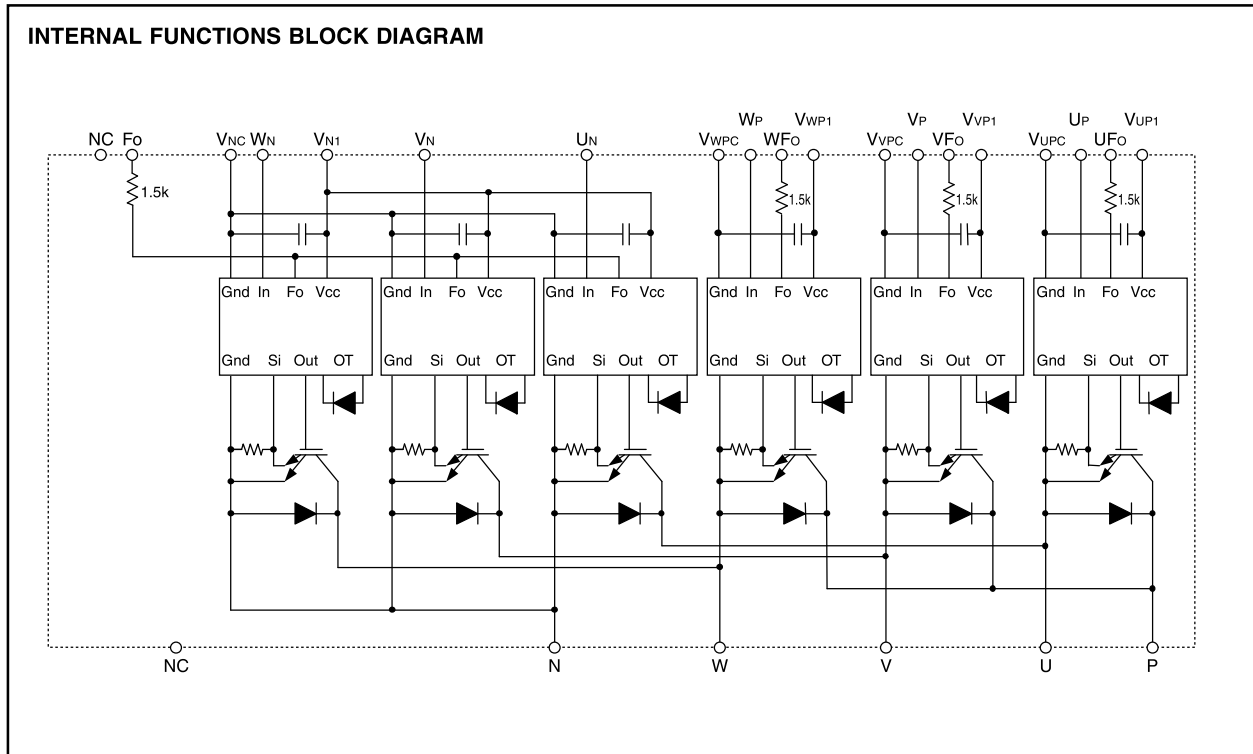 INTERNAL FUNCTIONS BLOCK DIAGRAM
WP VWP1 VP VVP1 UP VUP1
NC FO VNC WN VN1 VN UN VWPC WFO VVPC VFO VUPC UFO
1.5k 1.5k 1.5k 1.5k
Gnd In Fo Vcc Gnd In Fo Vcc Gnd In Fo Vcc Gnd In Fo Vcc Gnd In Fo Vcc Gnd In Fo Vcc
Gnd Si Out OT Gnd Si Out OT Gnd Si Out OT Gnd Si Out OT Gnd Si Out OT Gnd Si Out OT
NC N W V U P